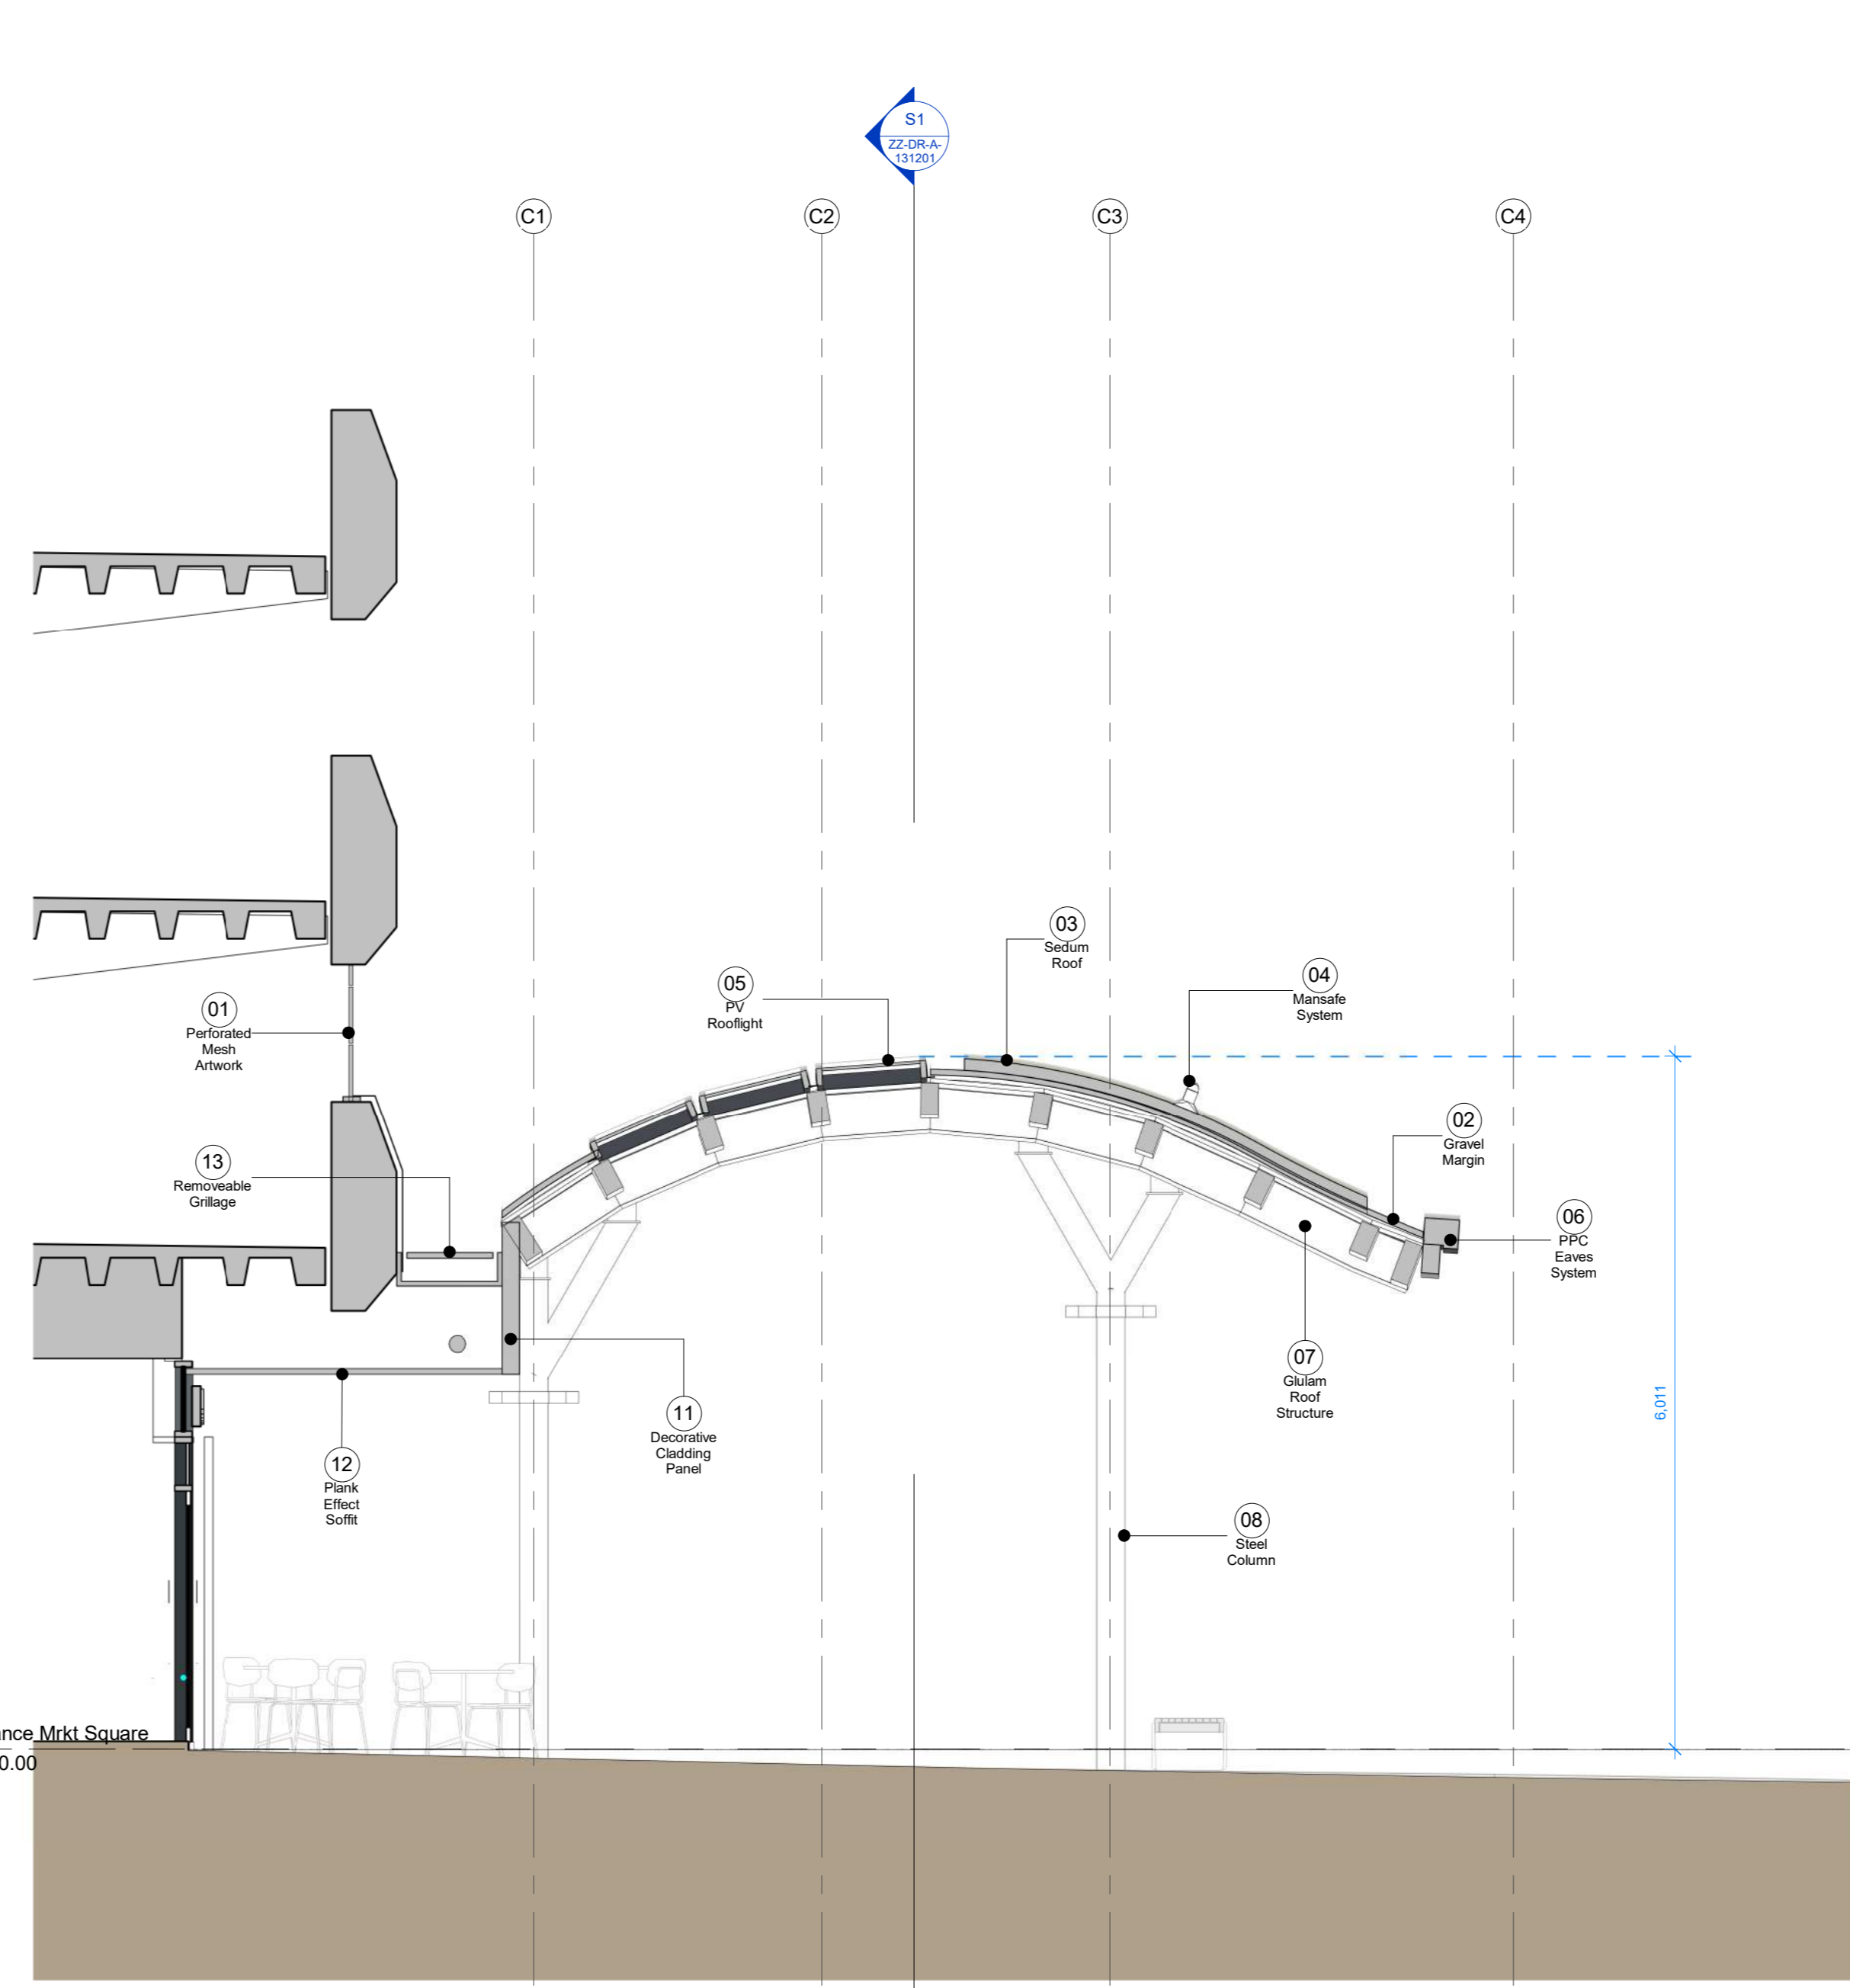 S1
ZZ-DR-A-
131201
C1
C2
C3
C4
03
Sedum
Roof
04
Mansafe
System
05
PV
Rooflight
01
Perforated
Mesh
Artwork
02
Gravel
Margin
13
Removeable
Grillage
06
PPC
Eaves
System
07
Glulam
Roof
Structure
6,011
11
Decorative
Cladding
Panel
12
Plank
Effect
Soffit
08
Steel
Column
nce Mrkt Square
0.00